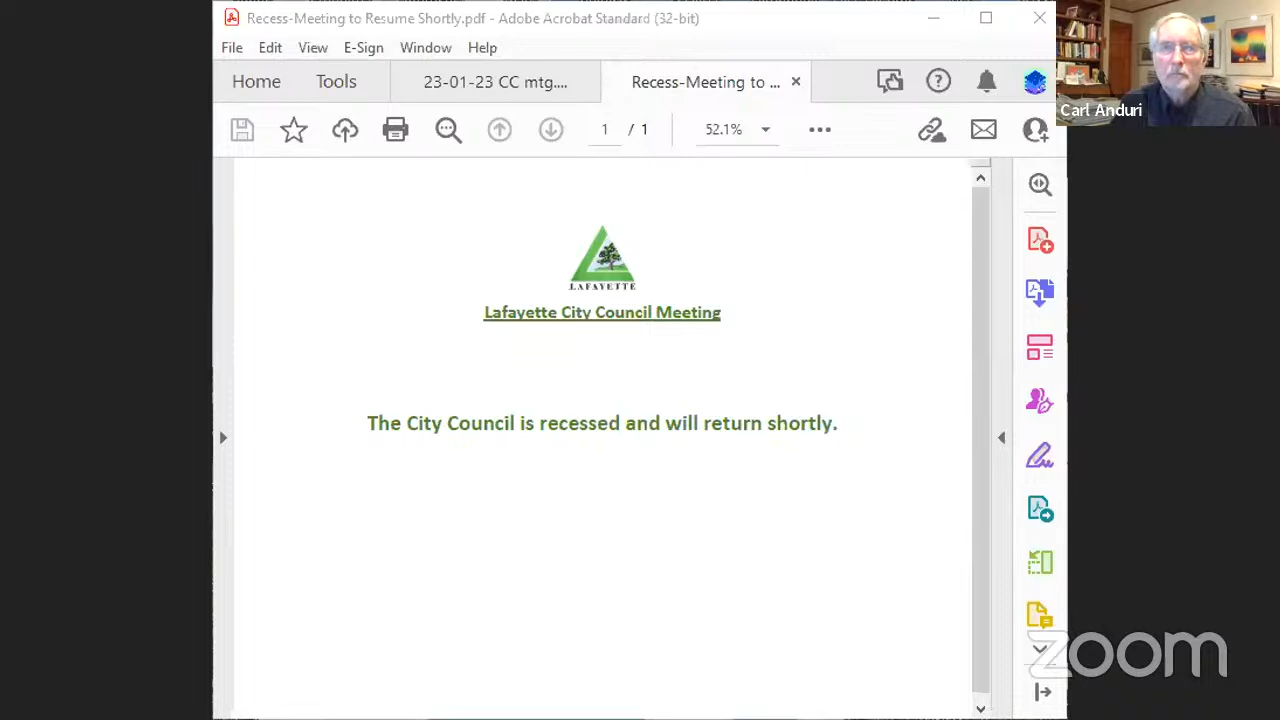 Recess-Meeting to Resume Shortly.pdf - Adobe Acrobat Standard (32-bit)
File Edit View E-Sign Window Help
Home Tools 23-01-23 CC mtg.... Recess-Meeting to ...
1 / 1 52.1%
Carl Anduri
LAFAYETTE
Lafayette City Council Meeting
The City Council is recessed and will return shortly.
zoom